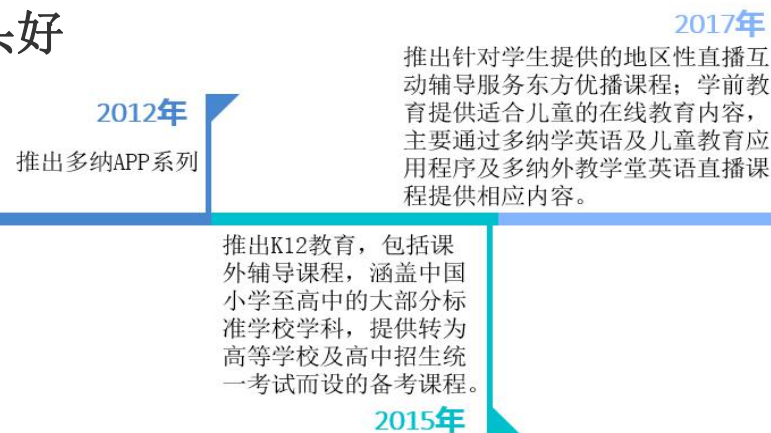 好
2012年
推出多纳APP系列
2017年
推出针对学生提供的地区性直播互
动辅导服务东方优播课程；学前教
育提供适合儿童的在线教育内容，
主要通过多纳学英语及儿童教育应
用程序及多纳外教学堂英语直播课
程提供相应内容。
推出K12教育，包括课
外辅导课程，涵盖中国
小学至高中的大部分标
准学校学科，提供转为
高等学校及高中招生统
一考试而设的备考课程。
2015年